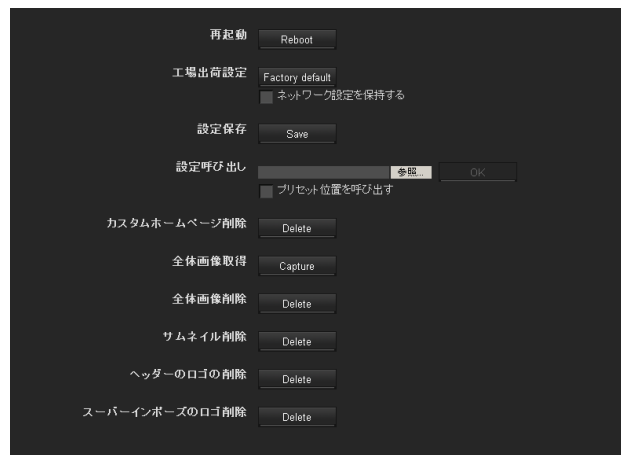 再起動 Reboot
工場出荷設定 Factory default
ネットワーク設定を保持する
設定保存 Save
設定呼び出し 参照... OK
プリセット位置を呼び出す
カスタムホームページ削除 Delete
全体画像取得 Capture
全体画像削除 Delete
サムネイル削除 Delete
ヘッダーのロゴの削除 Delete
スーパーインポーズのロゴ削除 Delete